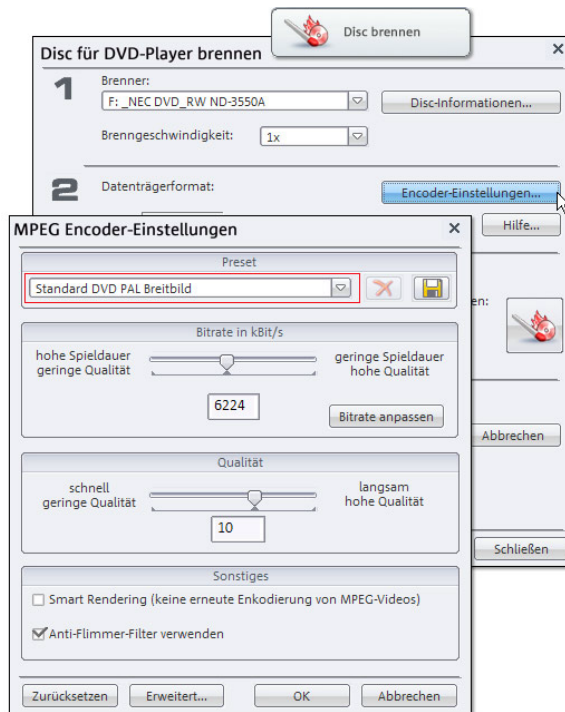 Disc brennen
Disc für DVD-Player brennen
1
Brenner:
F: _NEC DVD_RW ND-3550A
Disc-Informationen...
Brenngeschwindigkeit:
1x
2
Datenträgerformat:
Encoder-Einstellungen...
Hilfe...
en:
Abbrechen
Schließen
MPEG Encoder-Einstellungen
Preset
Standard DVD PAL Breitbild
Bitrate in kBit/s
hohe Spieldauer
geringe Qualität
geringe Spieldauer
hohe Qualität
6224
Bitrate anpassen
Qualität
schnell
geringe Qualität
langsam
hohe Qualität
10
Sonstiges
Smart Rendering (keine erneute Enkodierung von MPEG-Videos)
Anti-Flimmer-Filter verwenden
Zurücksetzen
Erweitert...
OK
Abbrechen